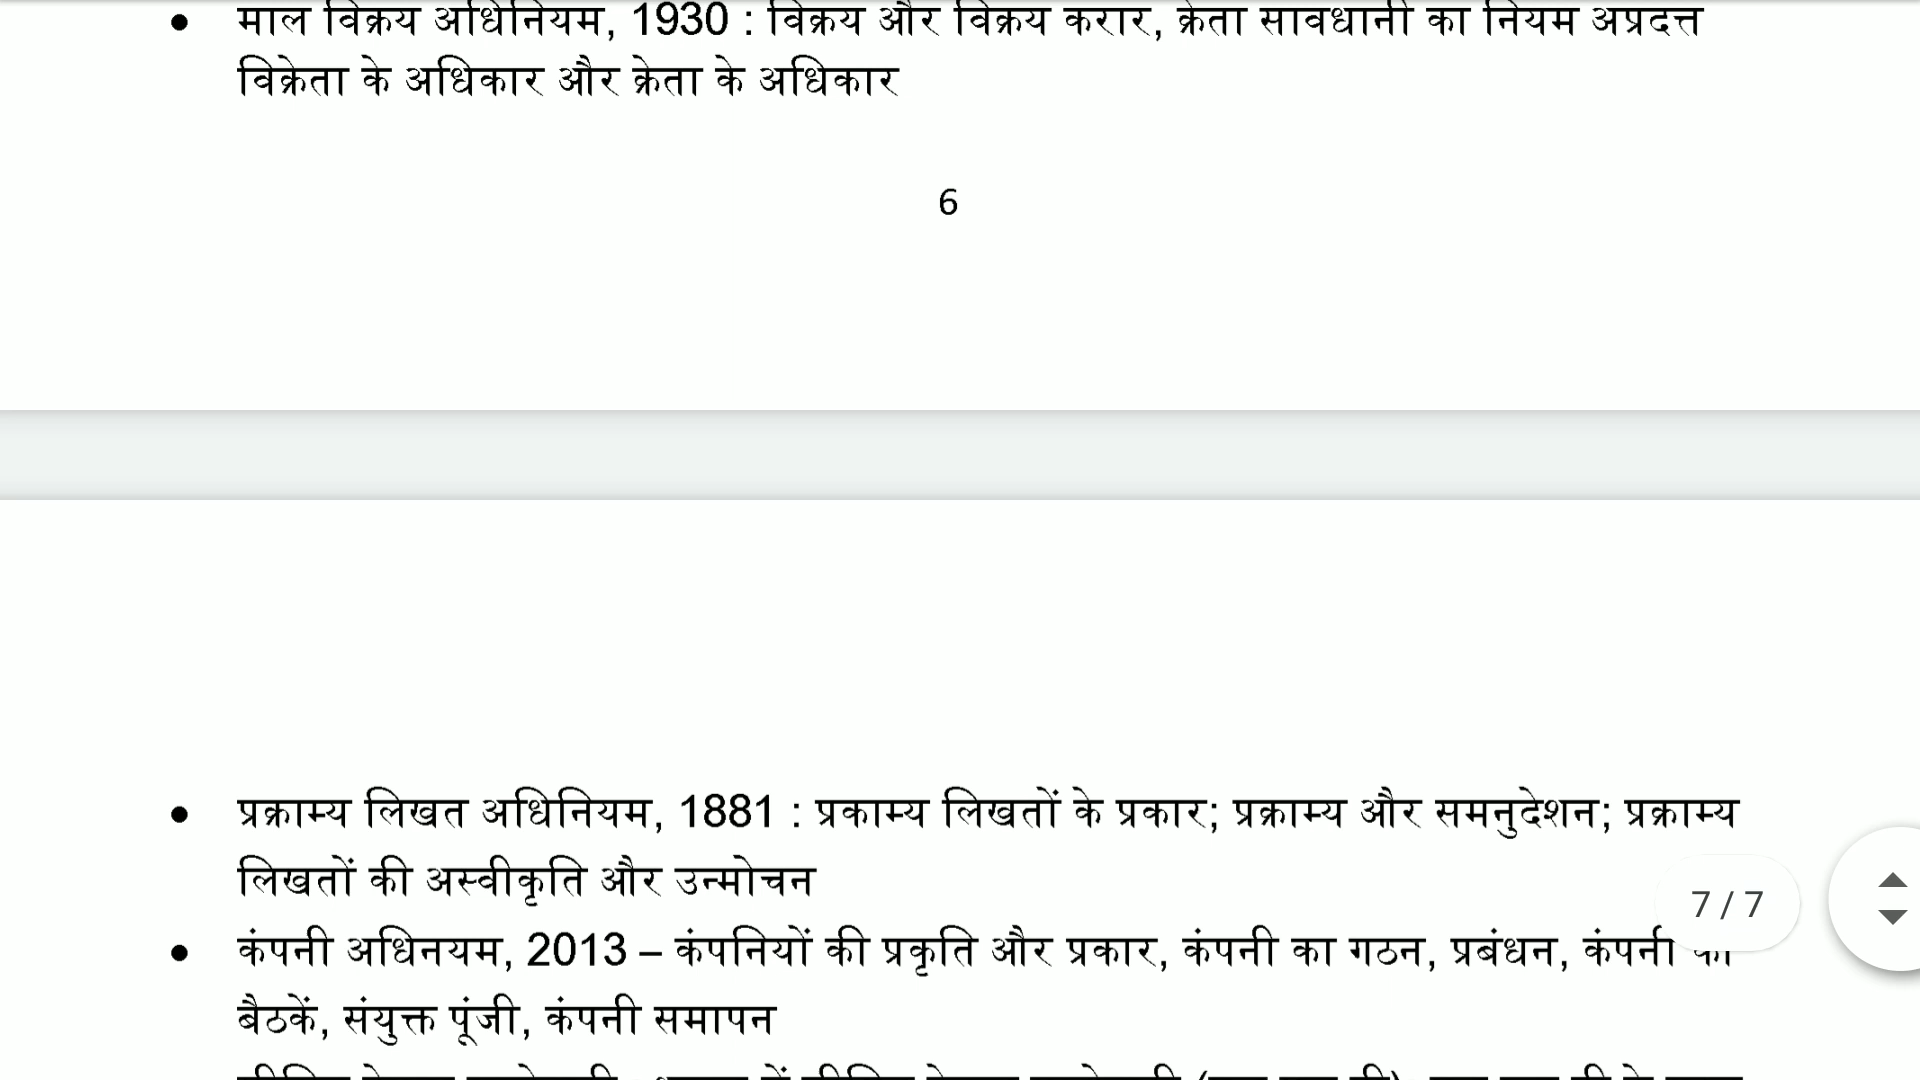 • माल विक्रय अधिनियम, 1930 : विक्रय और विक्रय करार, क्रेता सावधानी का नियम अप्रदत्त
विक्रेता के अधिकार और क्रेता के अधिकार
6
• प्रक्राम्य लिखत अधिनियम, 1881 : प्रकाम्य लिखतों के प्रकार; प्रक्राम्य और समनुदेशन; प्रक्राम्य
लिखतों की अस्वीकृति और उन्मोचन
7 / 7
• कंपनी अधिनयम, 2013 – कंपनियों की प्रकृति और प्रकार, कंपनी का गठन, प्रबंधन, कंपनी
बैठकें, संयुक्त पूंजी, कंपनी समापन